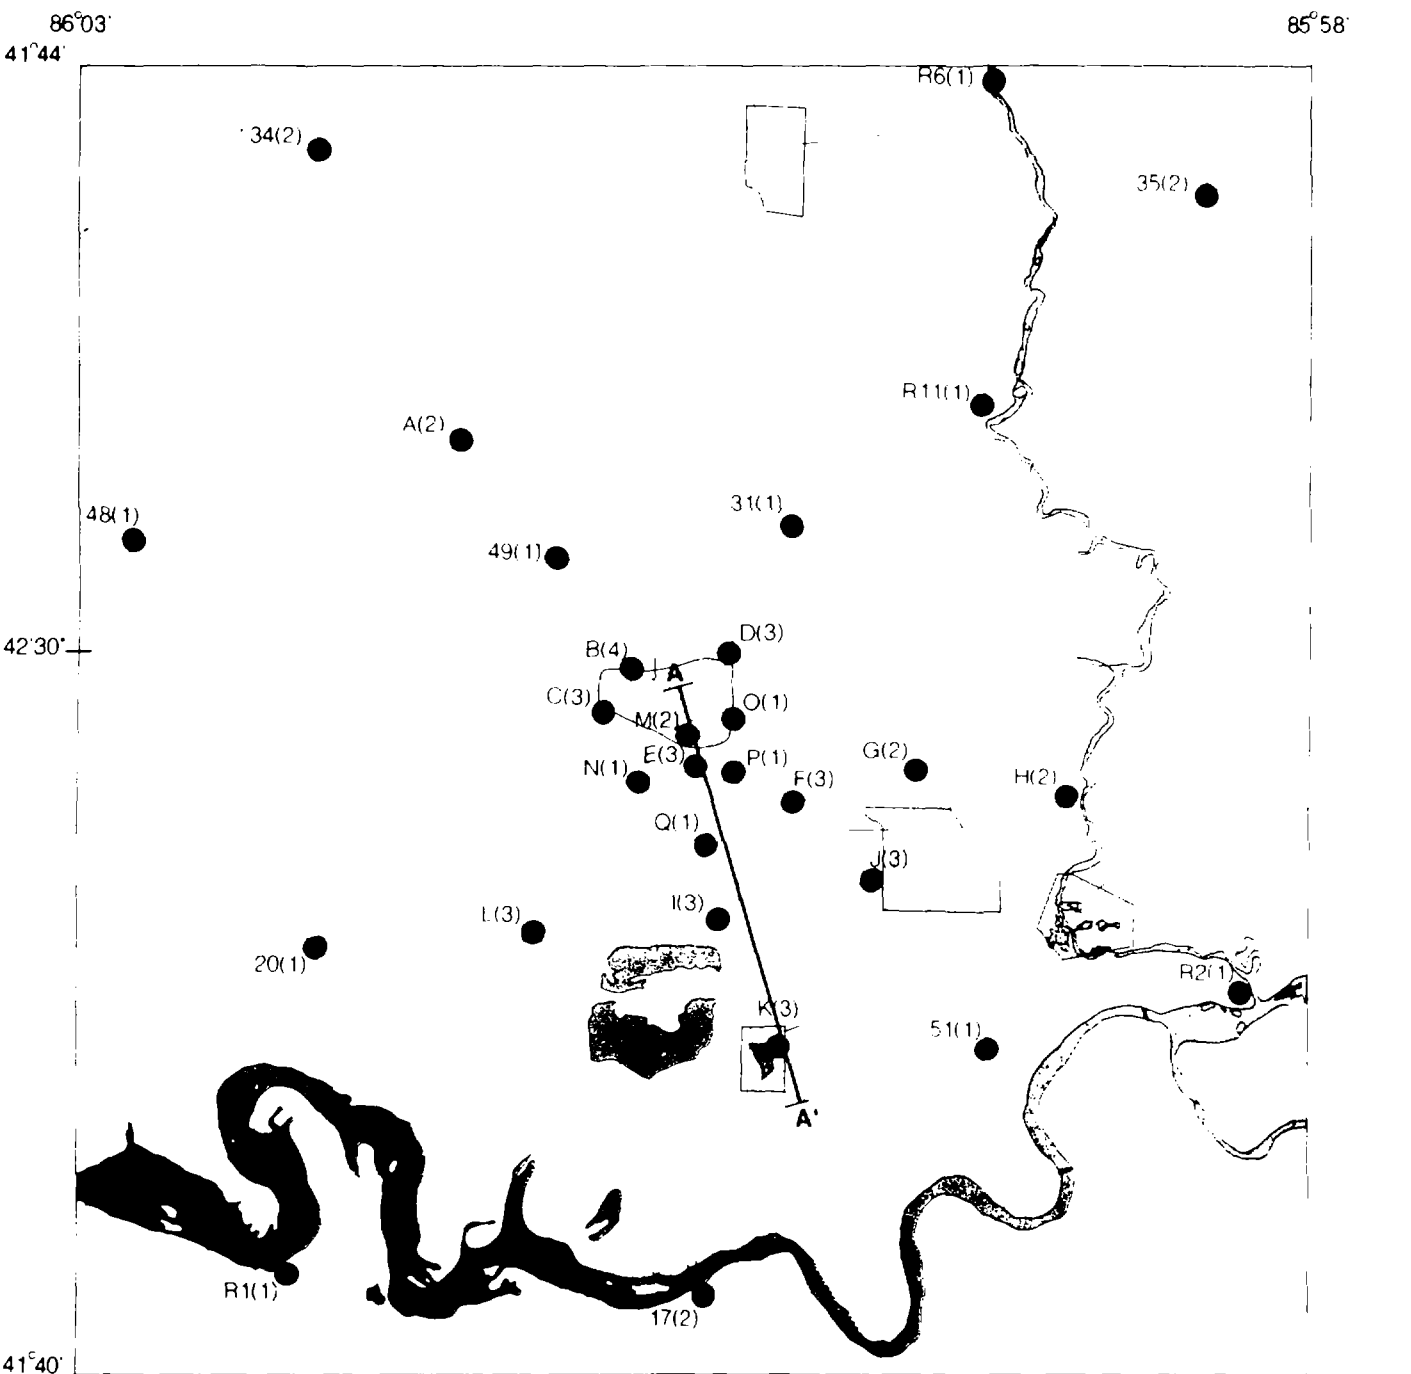 86°03'
85°58'
41°44'
R6(1)
34(2)
35(2)
R11(1)
A(2)
48(1)
31(1)
49(1)
42'30"
D(3)
B(4)
A
C(3)
O(1)
M(2)
E(3)
P(1)
G(2)
N(1)
F(3)
H(2)
Q(1)
J(3)
I(3)
L(3)
20(1)
R2(1)
K(3)
51(1)
A'
R1(1)
17(2)
41°40'